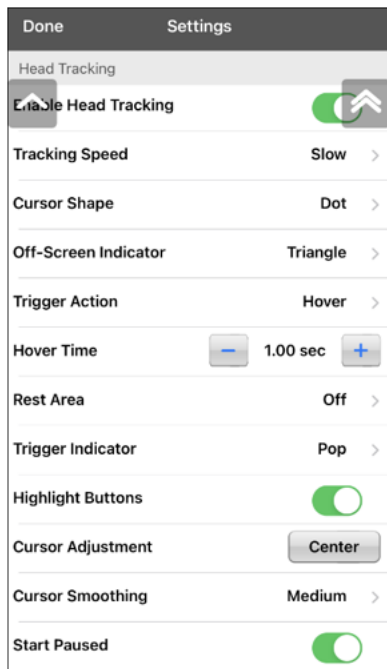 Done Settings
Head Tracking
Enable Head Tracking
Tracking Speed Slow
Cursor Shape Dot
Off-Screen Indicator Triangle
Trigger Action Hover
Hover Time − 1.00 sec +
Rest Area Off
Trigger Indicator Pop
Highlight Buttons
Cursor Adjustment Center
Cursor Smoothing Medium
Start Paused